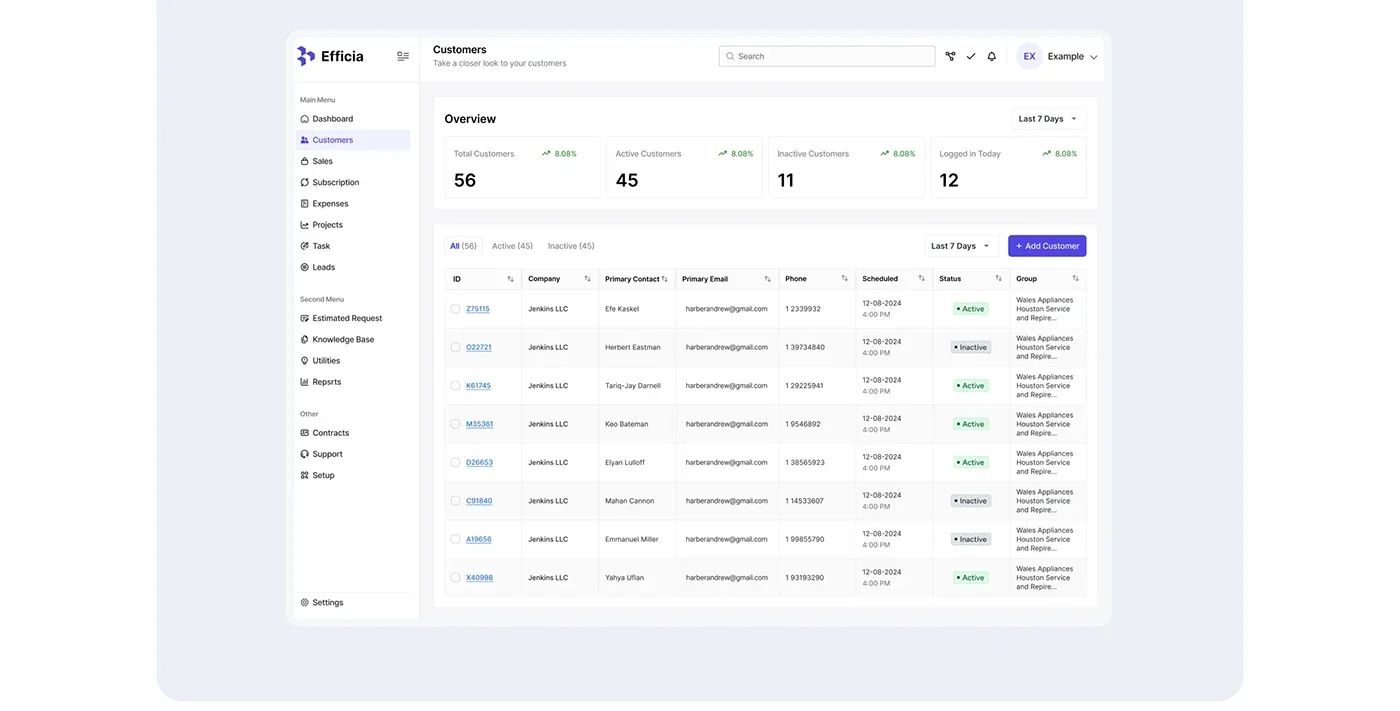 Efficia
Customers
Take a closer look to your customers
Search
EX
Example
Main Menu
Dashboard
Customers
Sales
Subscription
Expenses
Projects
Task
Leads
Second Menu
Estimated Request
Knowledge Base
Utilities
Repsrts
Other
Contracts
Support
Setup
Settings
Overview
Last 7 Days
Total Customers 8.08%
56
Active Customers 8.08%
45
Inactive Customers 8.08%
11
Logged in Today 8.08%
12
All (56) Active (45) Inactive (45)
Last 7 Days
+ Add Customer
ID Company Primary Contact Primary Email Phone Scheduled Status Group
Z75115 Jenkins LLC Efe Kaskel harberandrew@gmail.com 1 2339932 12-08-2024 4:00 PM Active Wales Appliances Houston Service and Repire...
O22721 Jenkins LLC Herbert Eastman harberandrew@gmail.com 1 39734840 12-08-2024 4:00 PM Inactive Wales Appliances Houston Service and Repire...
K61745 Jenkins LLC Tariq-Jay Darnell harberandrew@gmail.com 1 29225941 12-08-2024 4:00 PM Active Wales Appliances Houston Service and Repire...
M35361 Jenkins LLC Keo Bateman harberandrew@gmail.com 1 9546892 12-08-2024 4:00 PM Active Wales Appliances Houston Service and Repire...
D26653 Jenkins LLC Elyan Lulloff harberandrew@gmail.com 1 38565923 12-08-2024 4:00 PM Active Wales Appliances Houston Service and Repire...
C91840 Jenkins LLC Mahan Cannon harberandrew@gmail.com 1 14533607 12-08-2024 4:00 PM Inactive Wales Appliances Houston Service and Repire...
A19656 Jenkins LLC Emmanuel Miller harberandrew@gmail.com 1 99855790 12-08-2024 4:00 PM Inactive Wales Appliances Houston Service and Repire...
X40998 Jenkins LLC Yahya Uflan harberandrew@gmail.com 1 93193290 12-08-2024 4:00 PM Active Wales Appliances Houston Service and Repire...